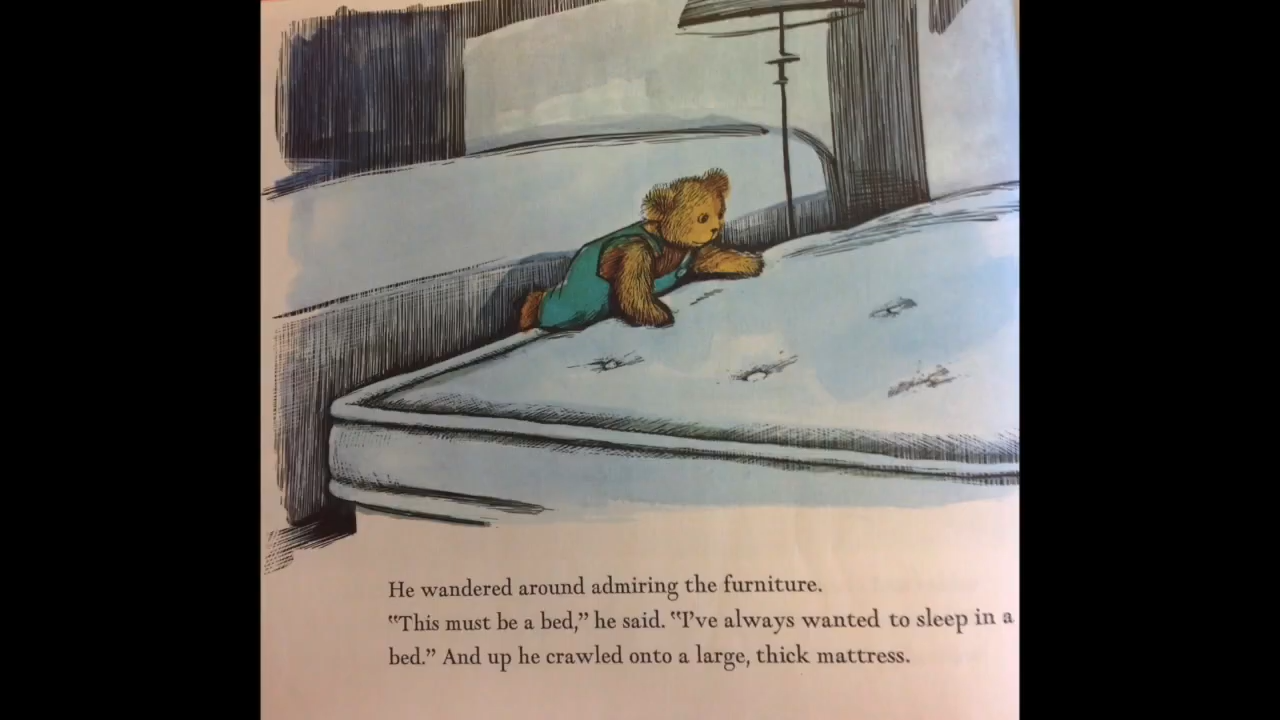 He wandered around admiring the furniture.
“This must be a bed,” he said. “I’ve always wanted to sleep in a
bed.” And up he crawled onto a large, thick mattress.